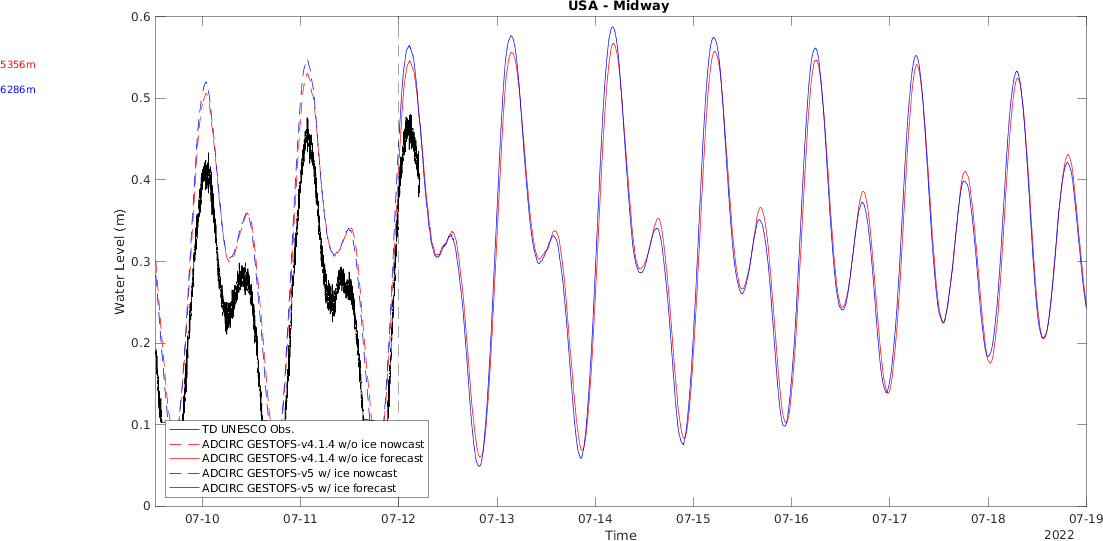 USA - Midway
5356m
6286m
0.6
0.5
0.4
0.3
0.2
0.1
0
Water Level (m)
TD UNESCO Obs.
ADCIRC GESTOFS-v4.1.4 w/o ice nowcast
ADCIRC GESTOFS-v4.1.4 w/o ice forecast
ADCIRC GESTOFS-v5 w/ ice nowcast
ADCIRC GESTOFS-v5 w/ ice forecast
07-10 07-11 07-12 07-13 07-14 07-15 07-16 07-17 07-18 07-19
Time
2022